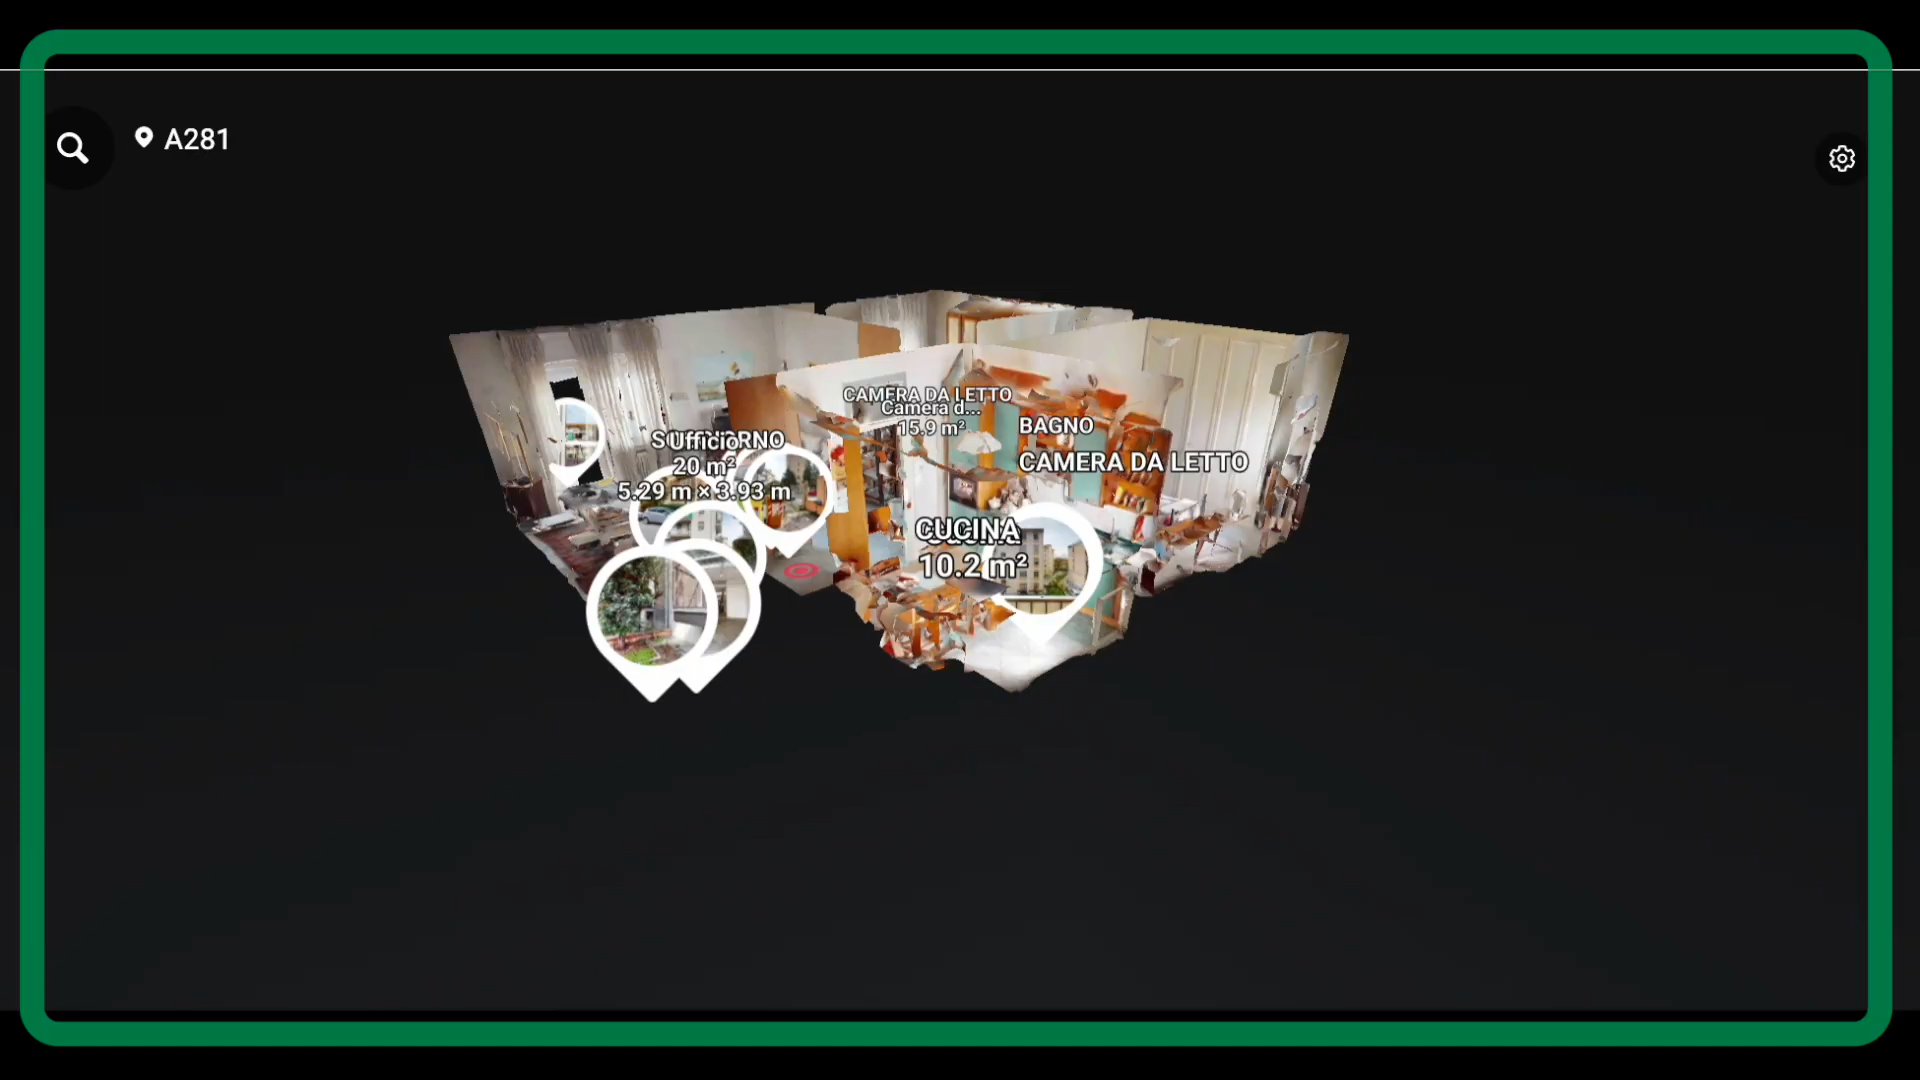 A281
CAMERA DA LETTO
Camera d...
15.9 m²
BAGNO
CAMERA DA LETTO
Ufficio
20 m²
5.29 m × 3.93 m
CUCINA
10.2 m²